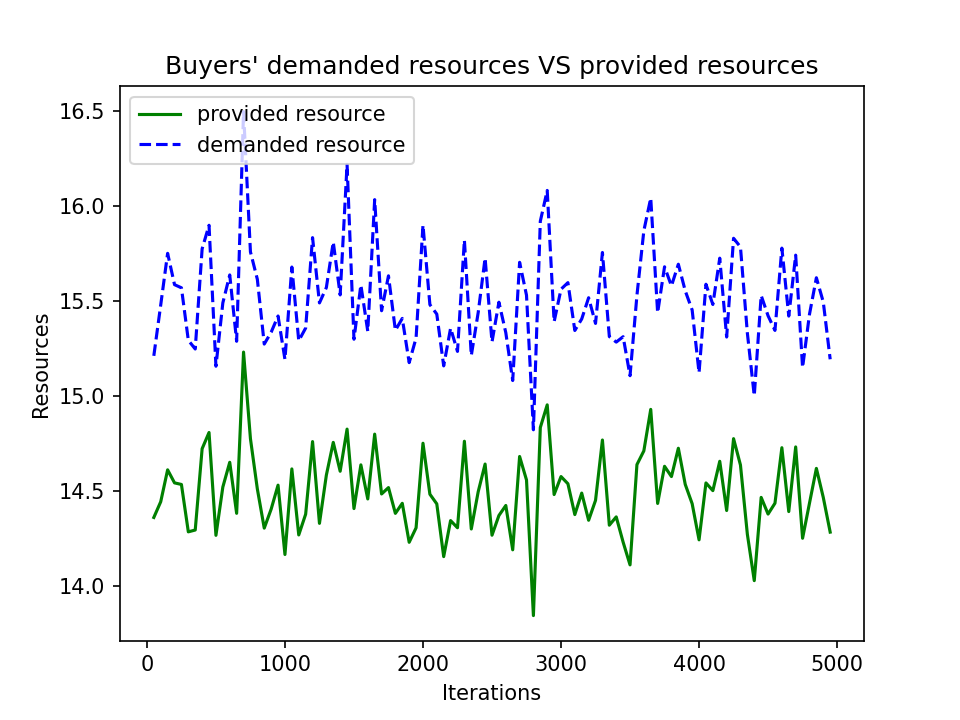 Buyers' demanded resources VS provided resources
provided resource
demanded resource
16.5
16.0
15.5
15.0
14.5
14.0
Resources
0 1000 2000 3000 4000 5000
Iterations